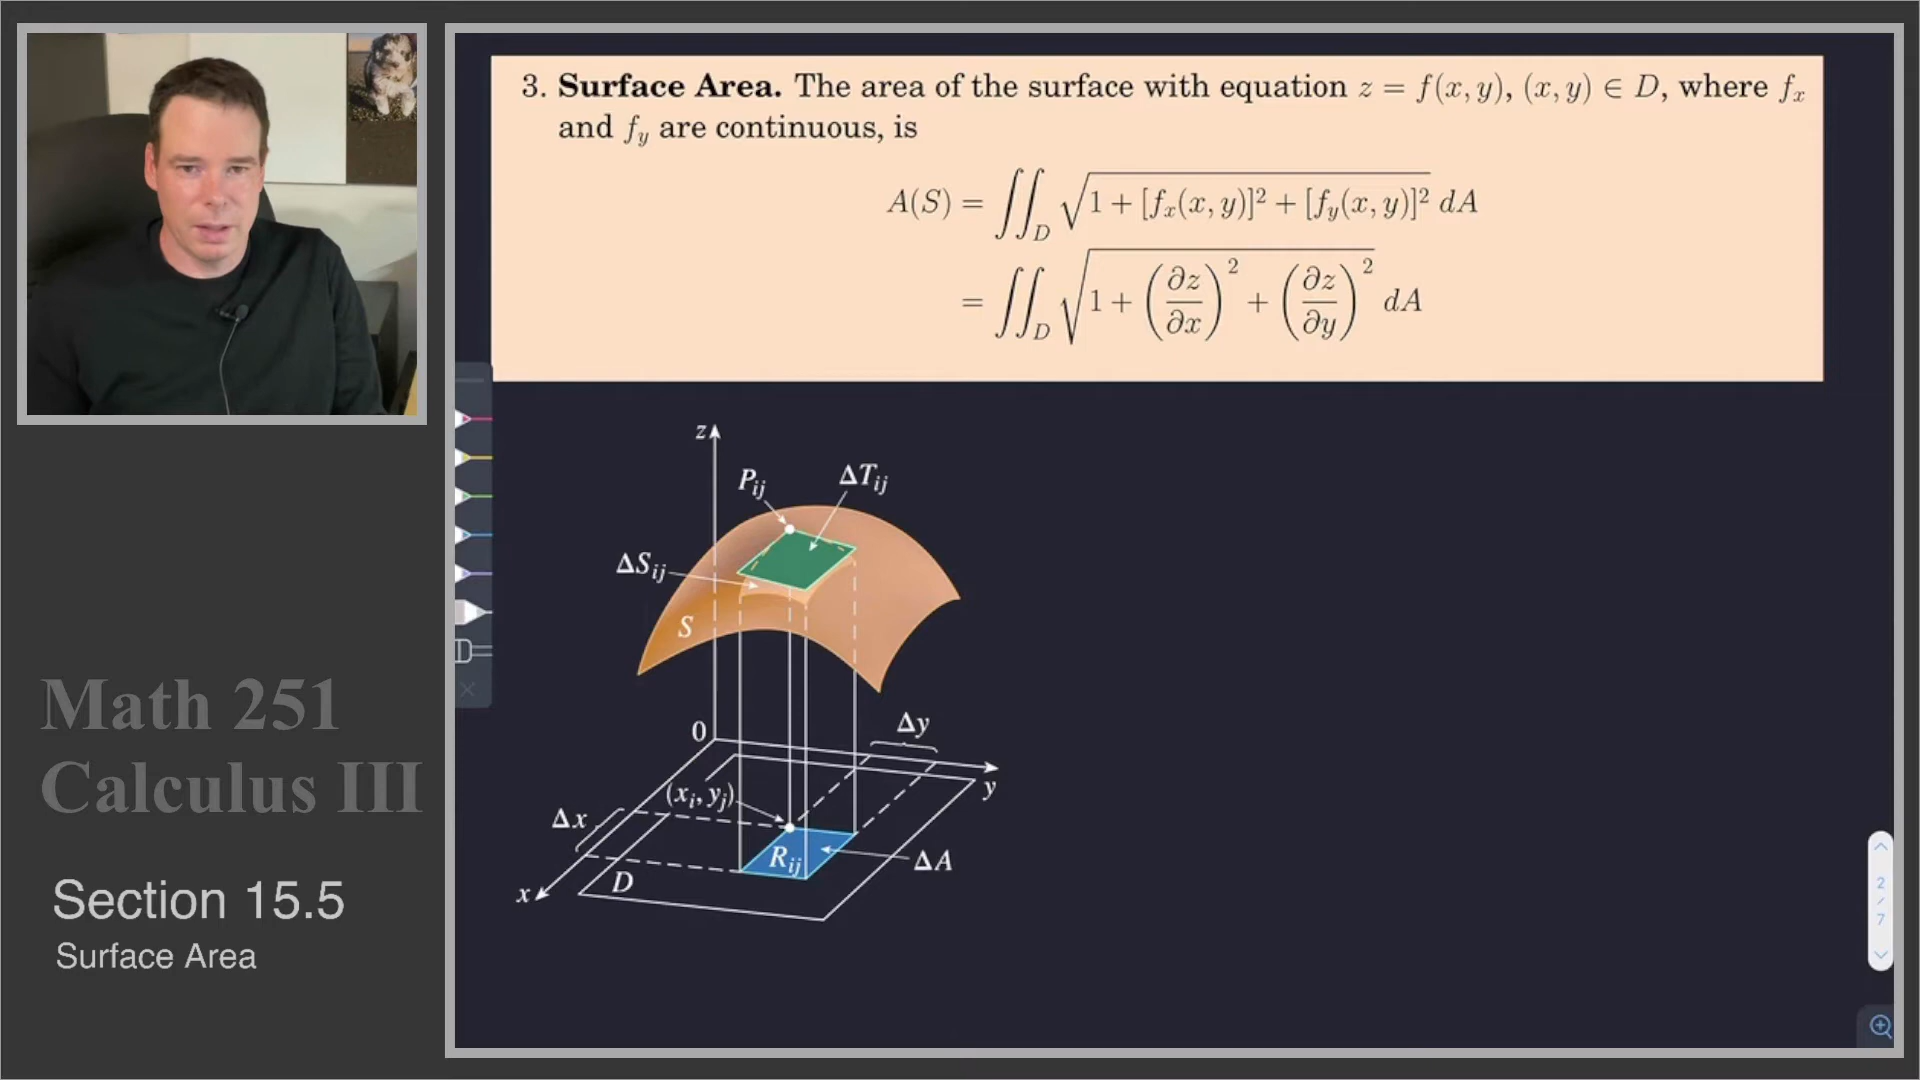 3. Surface Area. The area of the surface with equation z = f(x, y), (x, y) ∈ D, where f_x
and f_y are continuous, is
A(S) = ∬_D √(1 + [f_x(x, y)]² + [f_y(x, y)]²) dA
= ∬_D √(1 + (∂z/∂x)² + (∂z/∂y)²) dA
z
P_ij
ΔT_ij
ΔS_ij
S
0
Δy
y
(x_i, y_j)
Δx
R_ij
ΔA
D
x
Math 251
Calculus III
Section 15.5
Surface Area
2
/
7